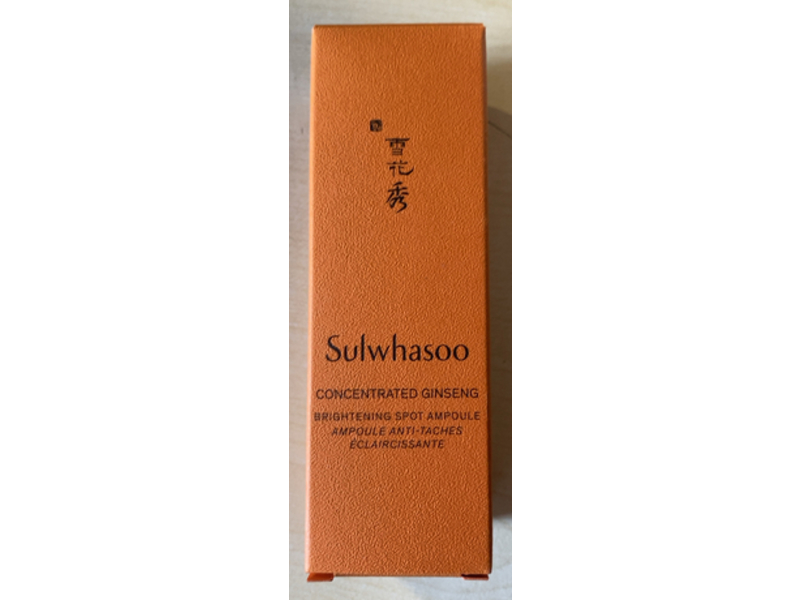 雪花秀
Sulwhasoo
CONCENTRATED GINSENG
BRIGHTENING SPOT AMPOULE
AMPOULE ANTI-TACHES
ÉCLAIRCISSANTE